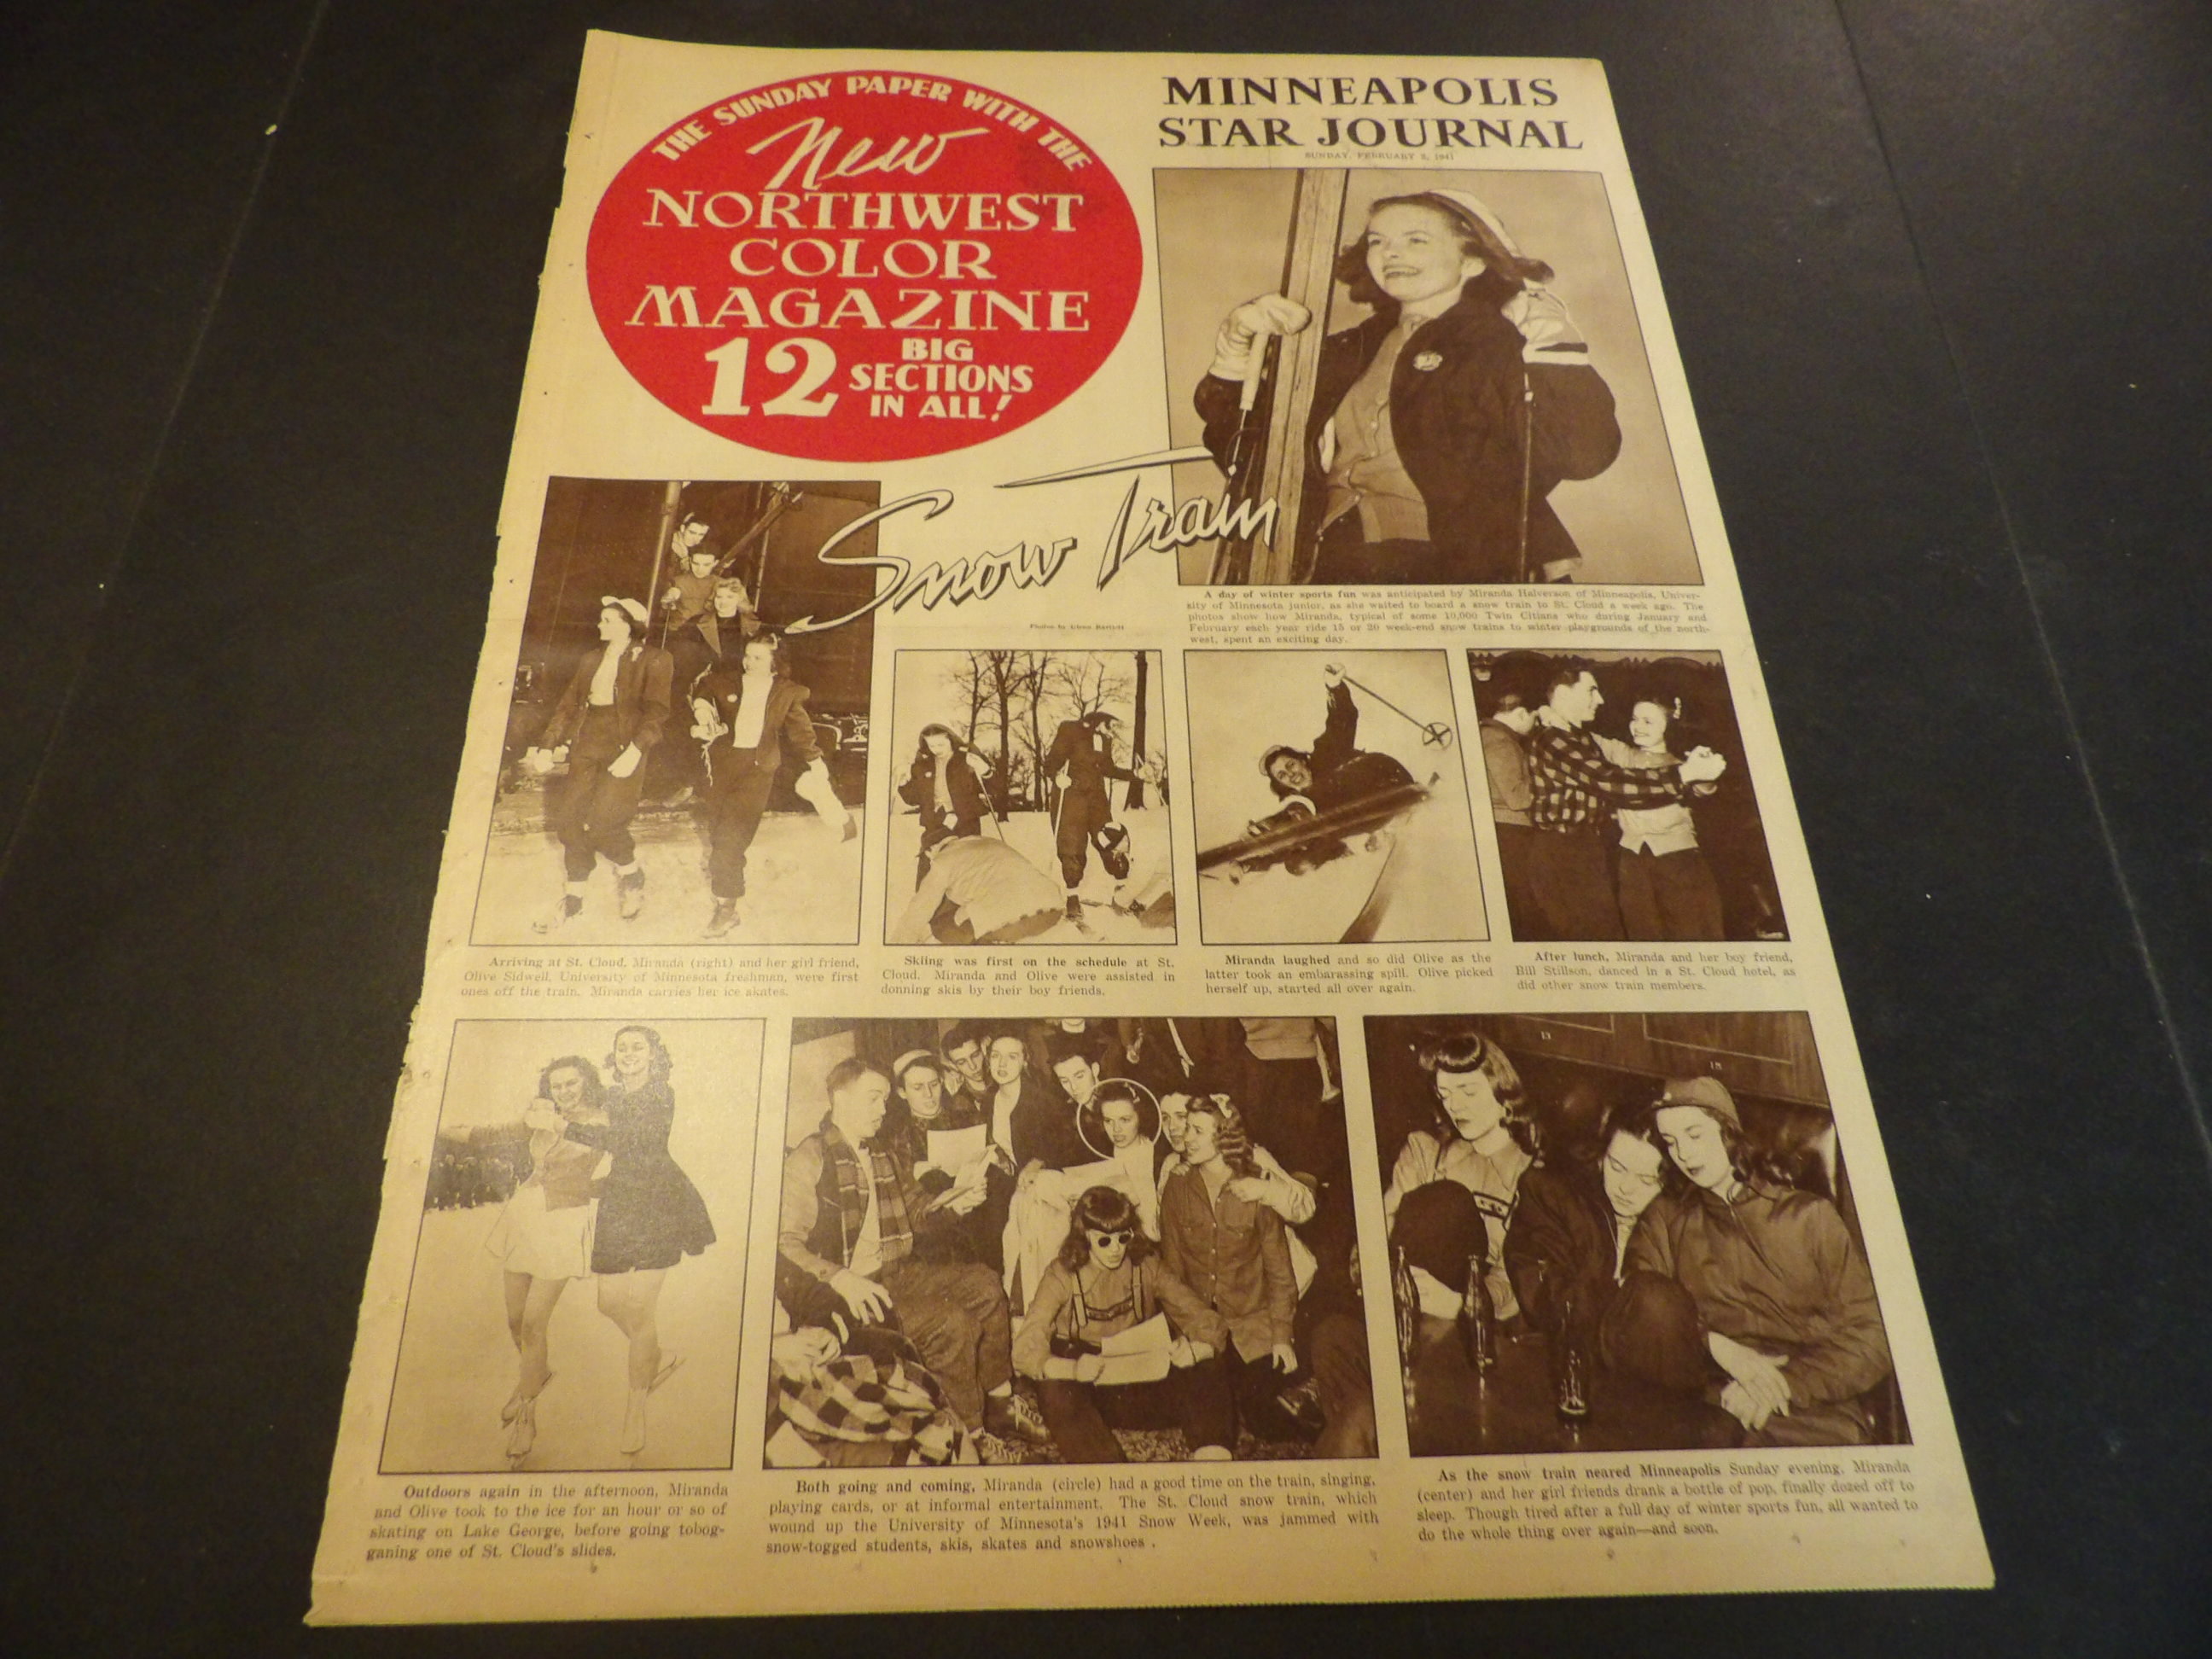 THE SUNDAY PAPER WITH THE
New
NORTHWEST
COLOR
MAGAZINE
12 BIG
SECTIONS
IN ALL!
MINNEAPOLIS
STAR JOURNAL
SUNDAY, FEBRUARY 2, 1941
Snow Train
Photos by
A day of winter sports fun was anticipated by Miranda Halverson of Minneapolis, Univer-
sity of Minnesota junior, as she waited to board a snow train to St. Cloud a week ago. The
photos show how Miranda, typical of some 10,000 Twin Citians who during January and
February each year ride 15 or 20 week-end snow trains to winter playgrounds of the north-
west, spent an exciting day.
Arriving at St. Cloud, Miranda (right) and her girl friend,
Olive Sidwell, University of Minnesota freshman, were first
ones off the train. Miranda carries her ice skates.
Skiing was first on the schedule at St.
Cloud. Miranda and Olive were assisted in
donning skis by their boy friends.
Miranda laughed and so did Olive as the
latter took an embarassing spill. Olive picked
herself up, started all over again.
After lunch, Miranda and her boy friend,
Bill Stillson, danced in a St. Cloud hotel, as
did other snow train members.
13
15
Outdoors again in the afternoon, Miranda
and Olive took to the ice for an hour or so of
skating on Lake George, before going tobog-
ganing one of St. Cloud's slides.
Both going and coming, Miranda (circle) had a good time on the train, singing,
playing cards, or at informal entertainment. The St. Cloud snow train, which
wound up the University of Minnesota's 1941 Snow Week, was jammed with
snow-togged students, skis, skates and snowshoes .
As the snow train neared Minneapolis Sunday evening, Miranda
(center) and her girl friends drank a bottle of pop, finally dozed off to
sleep. Though tired after a full day of winter sports fun, all wanted to
do the whole thing over again—and soon.